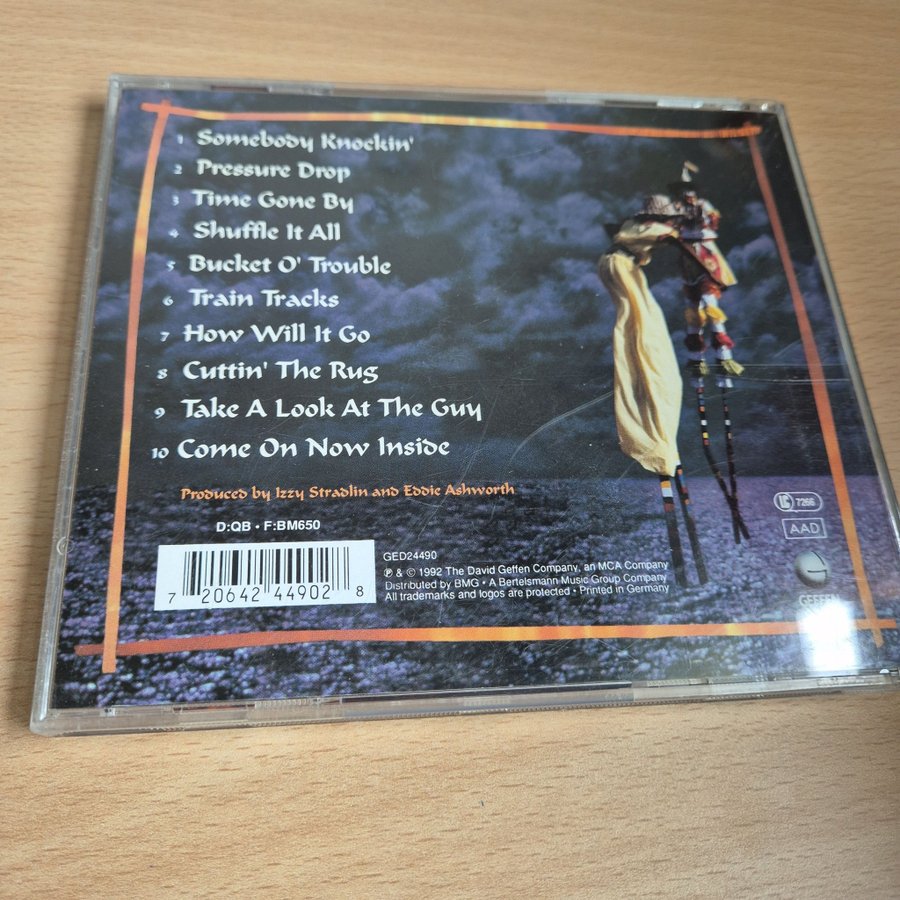 1 Somebody Knockin'
2 Pressure Drop
3 Time Gone By
4 Shuffle It All
5 Bucket O' Trouble
6 Train Tracks
7 How Will It Go
8 Cuttin' The Rug
9 Take A Look At The Guy
10 Come On Now Inside
Produced by Izzy Stradlin and Eddie Ashworth
D:QB • F:BM650
7 20642 44902 8
GED24490
℗ & © 1992 The David Geffen Company, an MCA Company
Distributed by BMG • A Bertelsmann Music Group Company
All trademarks and logos are protected • Printed in Germany
LC 7266
AAD
GEFFEN